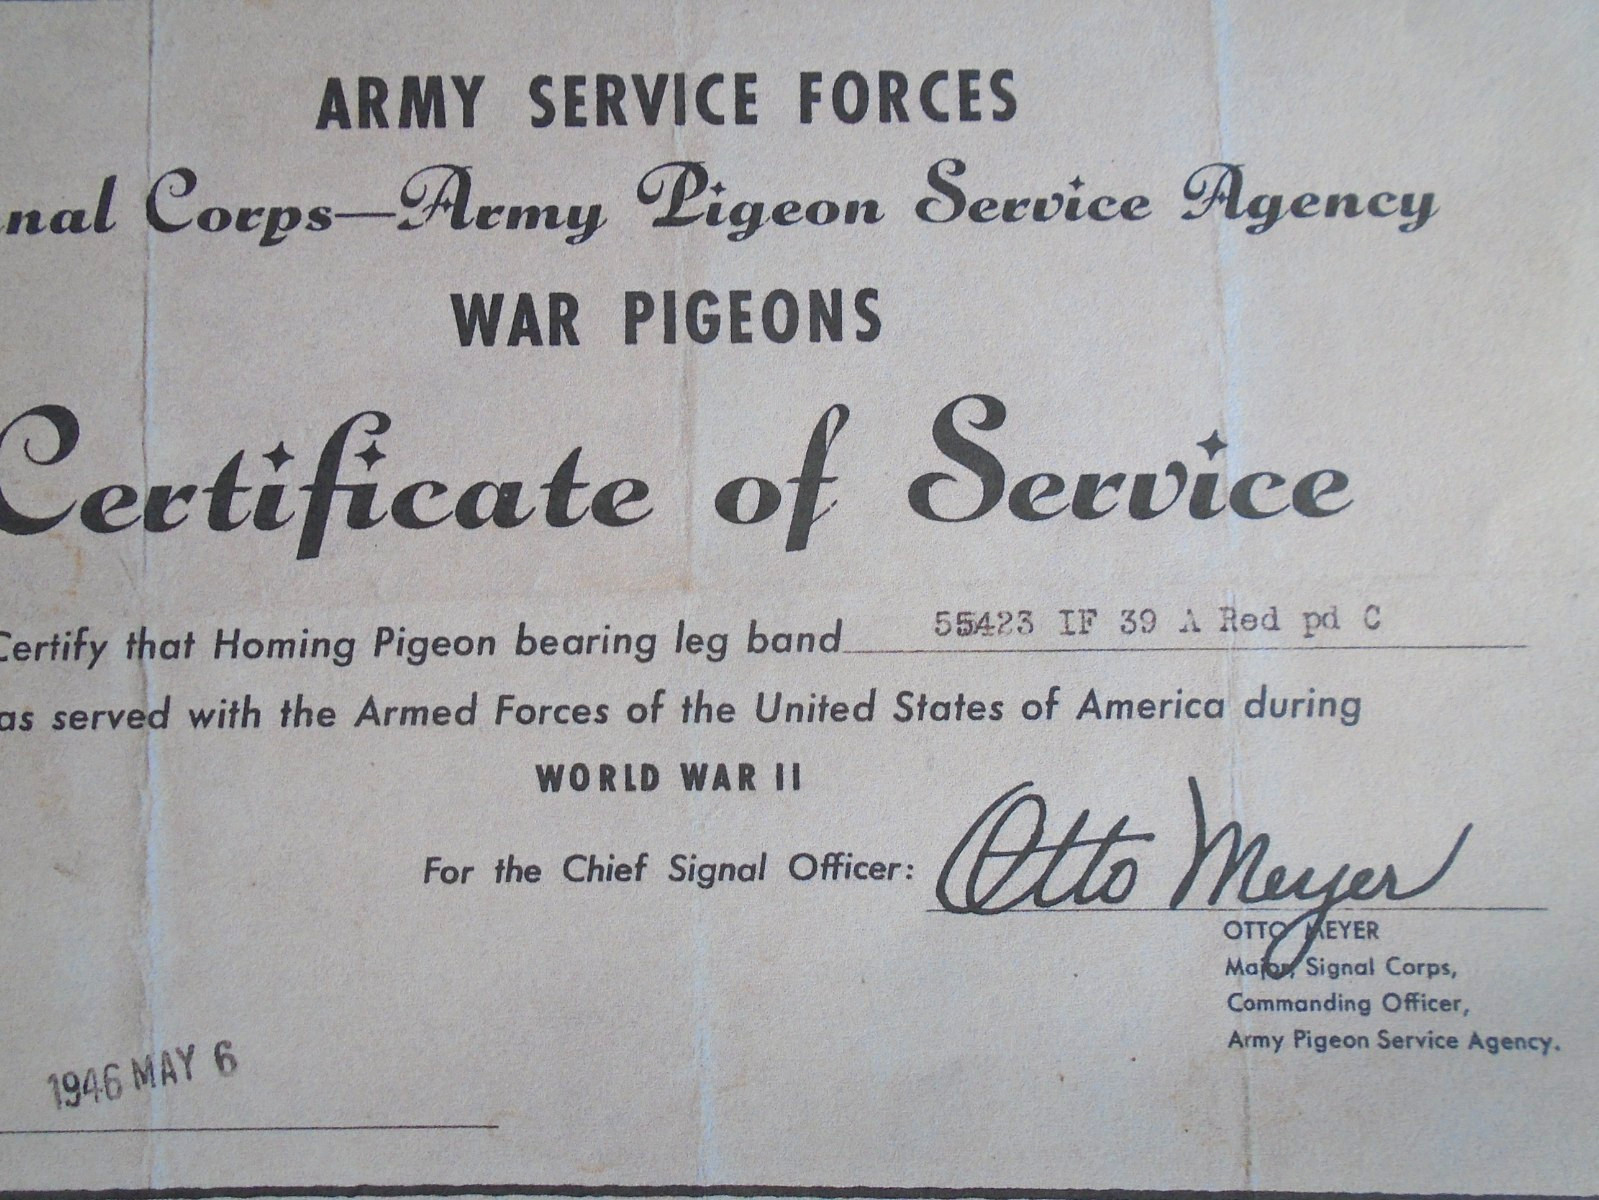 ARMY SERVICE FORCES
nal Corps—Army Pigeon Service Agency
WAR PIGEONS
Certificate of Service
Certify that Homing Pigeon bearing leg band 55423 IF 39 A Red pd C
as served with the Armed Forces of the United States of America during
WORLD WAR II
For the Chief Signal Officer: Otto Meyer
OTTO MEYER
Major, Signal Corps,
Commanding Officer,
Army Pigeon Service Agency.
1946 MAY 6